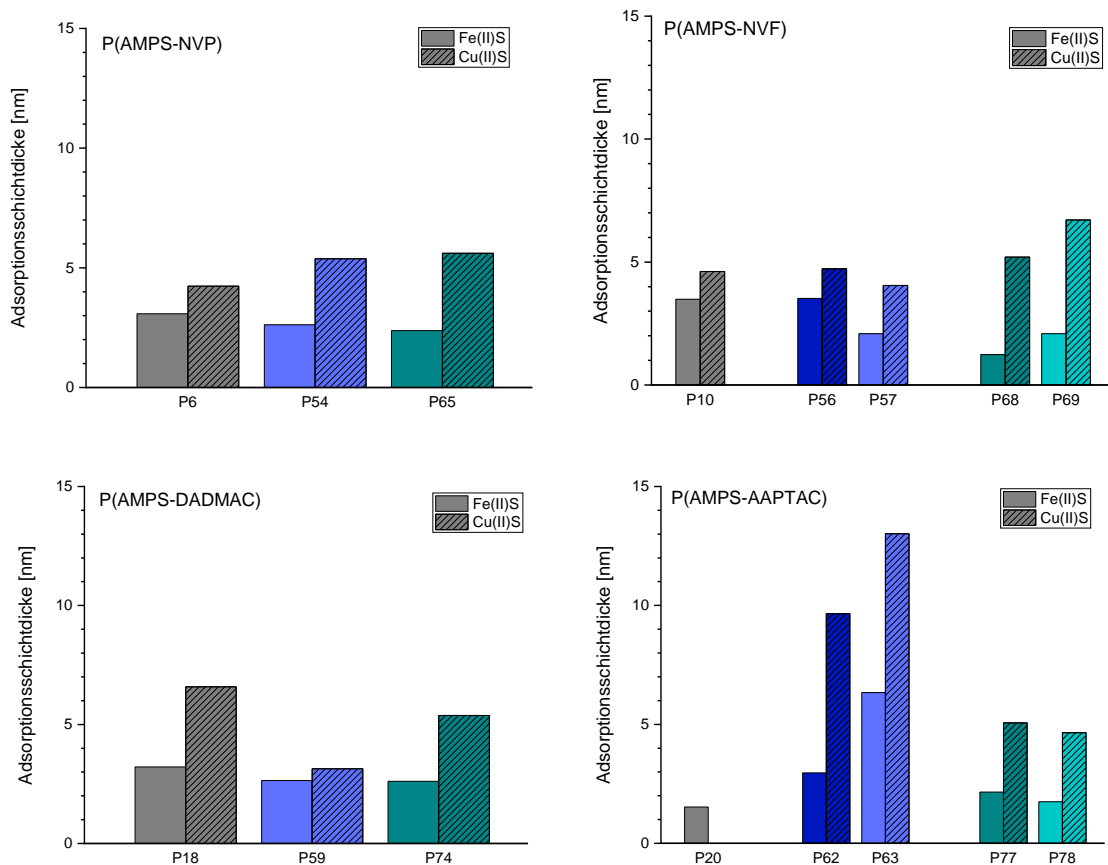 P(AMPS-NVP)
Fe(II)S
Cu(II)S
Adsorptionsschichtdicke [nm]
15
10
5
0
P6 P54 P65
P(AMPS-NVF)
Fe(II)S
Cu(II)S
Adsorptionsschichtdicke [nm]
15
10
5
0
P10 P56 P57 P68 P69
P(AMPS-DADMAC)
Fe(II)S
Cu(II)S
Adsorptionsschichtdicke [nm]
15
10
5
0
P18 P59 P74
P(AMPS-AAPTAC)
Fe(II)S
Cu(II)S
Adsorptionsschichtdicke [nm]
15
10
5
0
P20 P62 P63 P77 P78